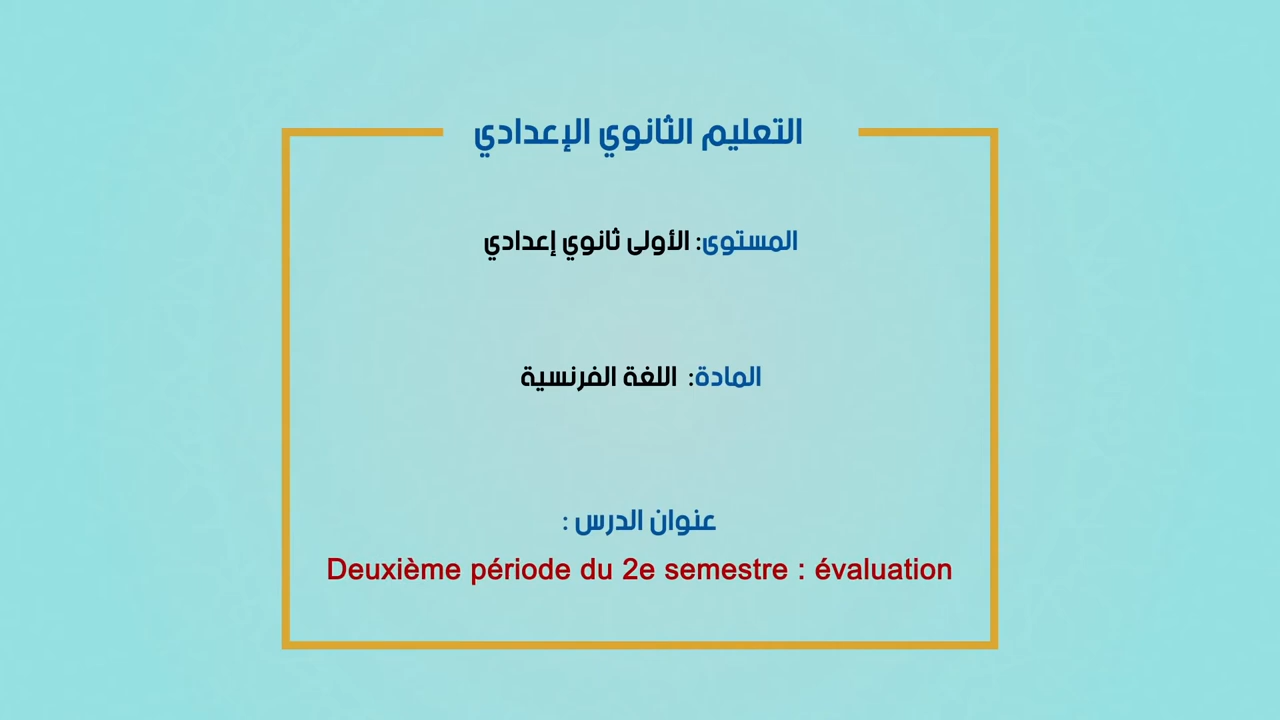 التعليم الثانوي الإعدادي
المستوى: الأولى ثانوي إعدادي
المادة: اللغة الفرنسية
عنوان الدرس :
Deuxième période du 2e semestre : évaluation